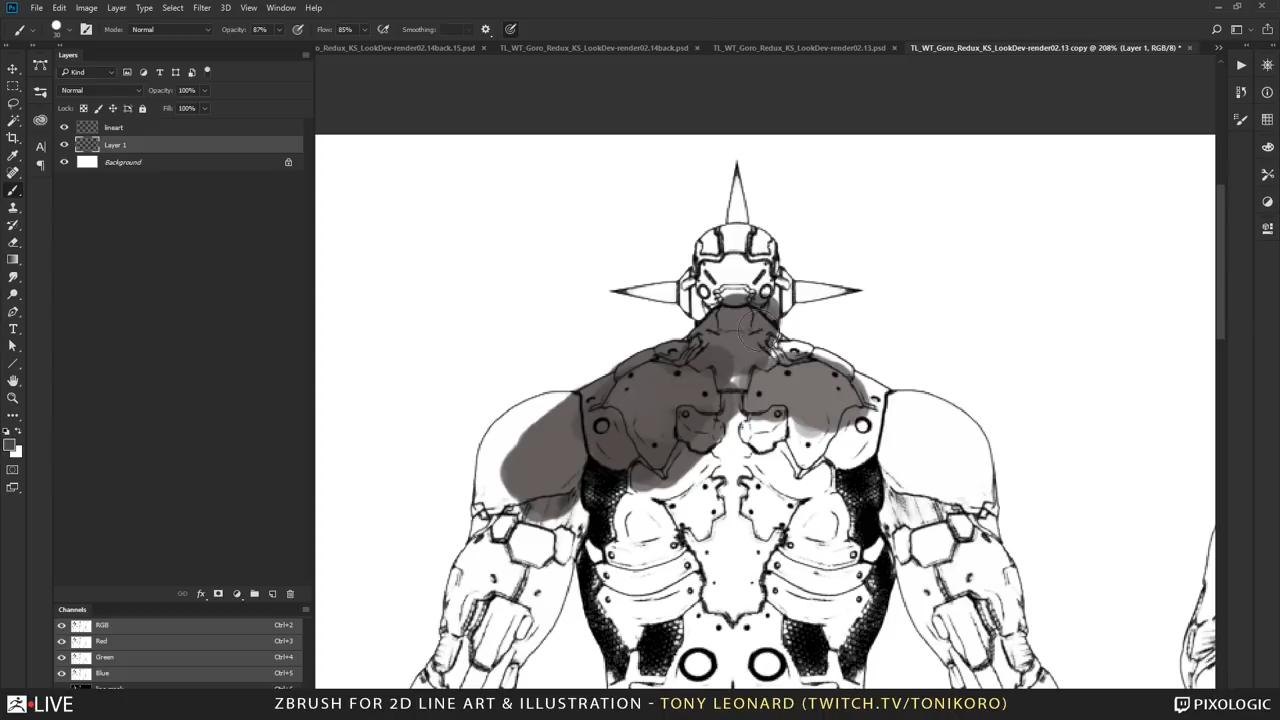 Ps File Edit Image Layer Type Select Filter 3D View Window Help
30 Mode: Normal Opacity: 87% Flow: 85% Smoothing:
o_Redux_KS_LookDev-render02.14back.15.psd × TL_WT_Goro_Redux_KS_LookDev-render02.14back.psd × TL_WT_Goro_Redux_KS_LookDev-render02.13.psd × TL_WT_Goro_Redux_KS_LookDev-render02.13 copy @ 208% (Layer 1, RGB/8) * ×
Layers
Kind
Normal Opacity: 100%
Lock: Fill: 100%
lineart
Layer 1
Background
Channels
RGB Ctrl+2
Red Ctrl+3
Green Ctrl+4
Blue Ctrl+5
LIVE ZBRUSH FOR 2D LINE ART & ILLUSTRATION - TONY LEONARD (TWITCH.TV/TONIKORO) PIXOLOGIC